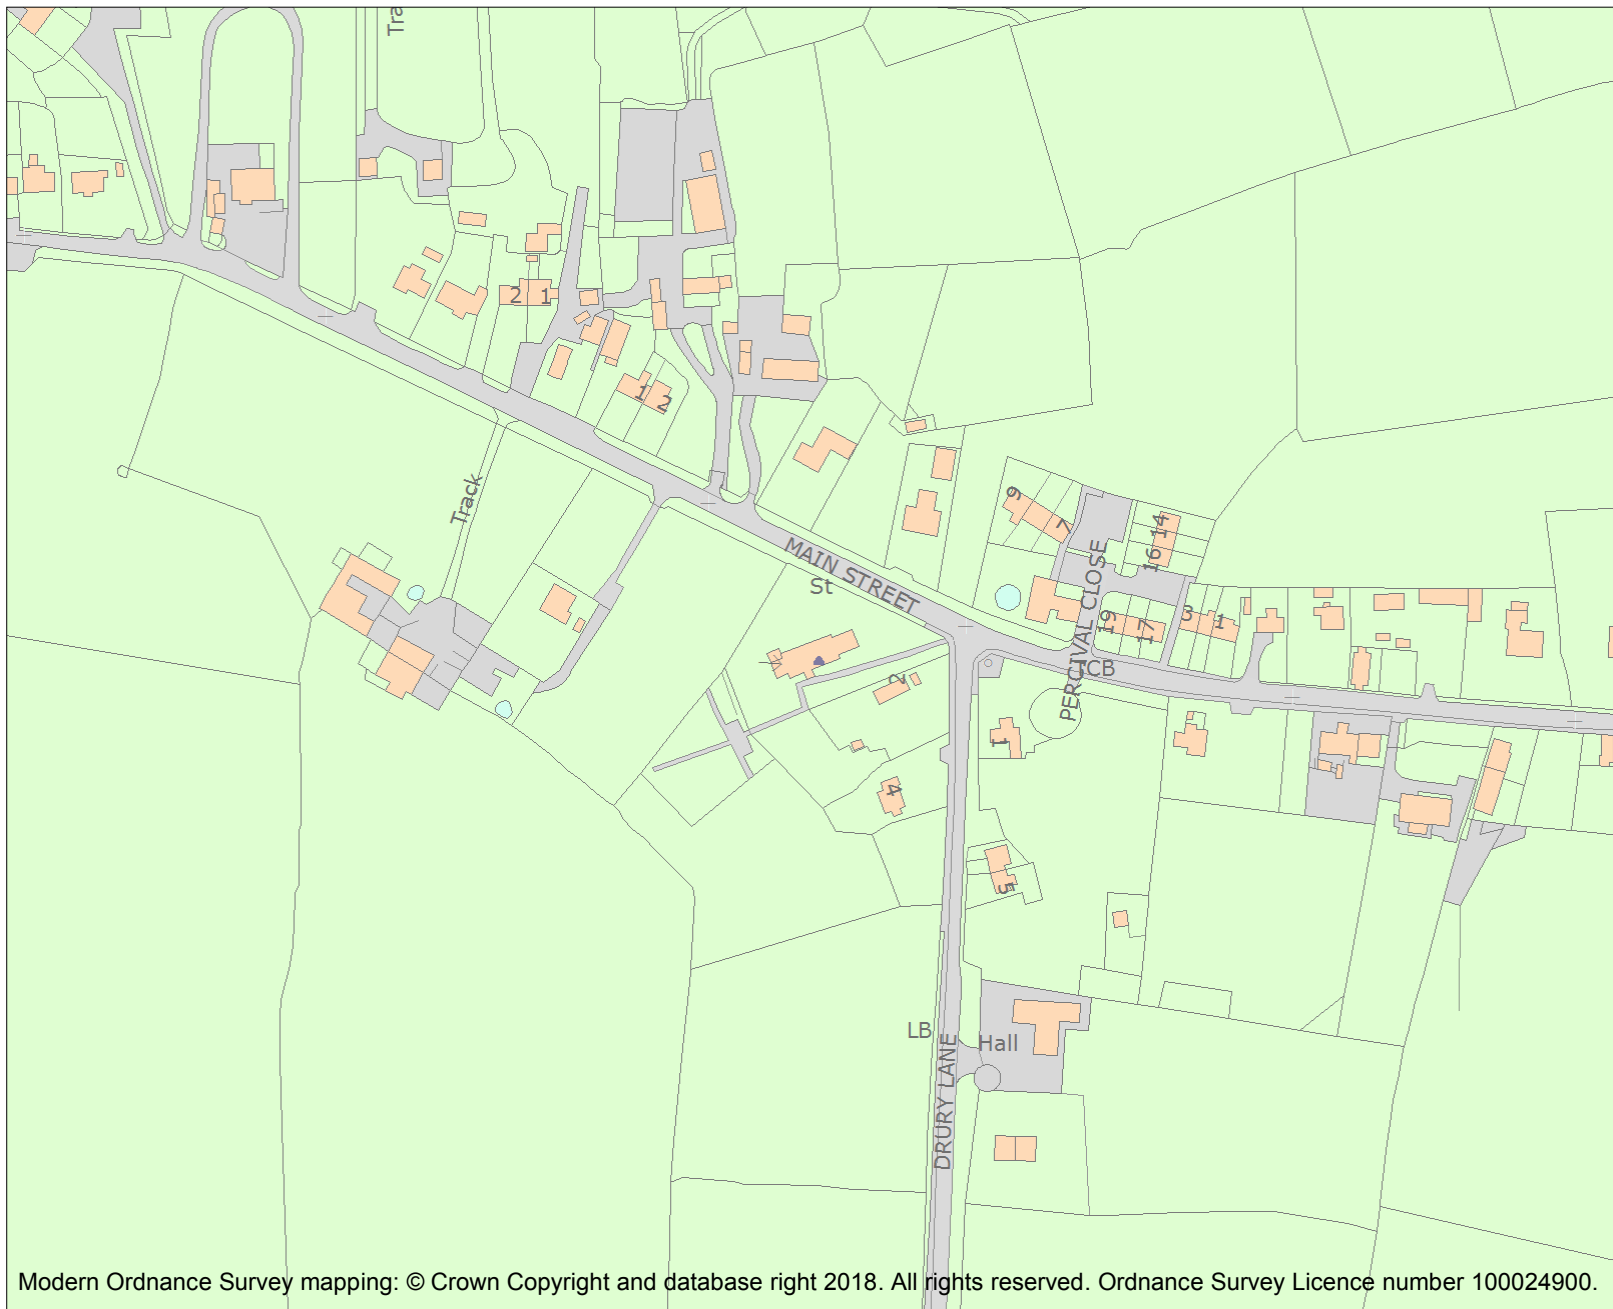 Tra
2 1
1 2
Track
MAIN STREET
St
9
7
14
16
PERCIVAL CLOSE
19
17
3
1
TCB
2
1
4
5
LB
Hall
DRURY LANE
Modern Ordnance Survey mapping: © Crown Copyright and database right 2018. All rights reserved. Ordnance Survey Licence number 100024900.